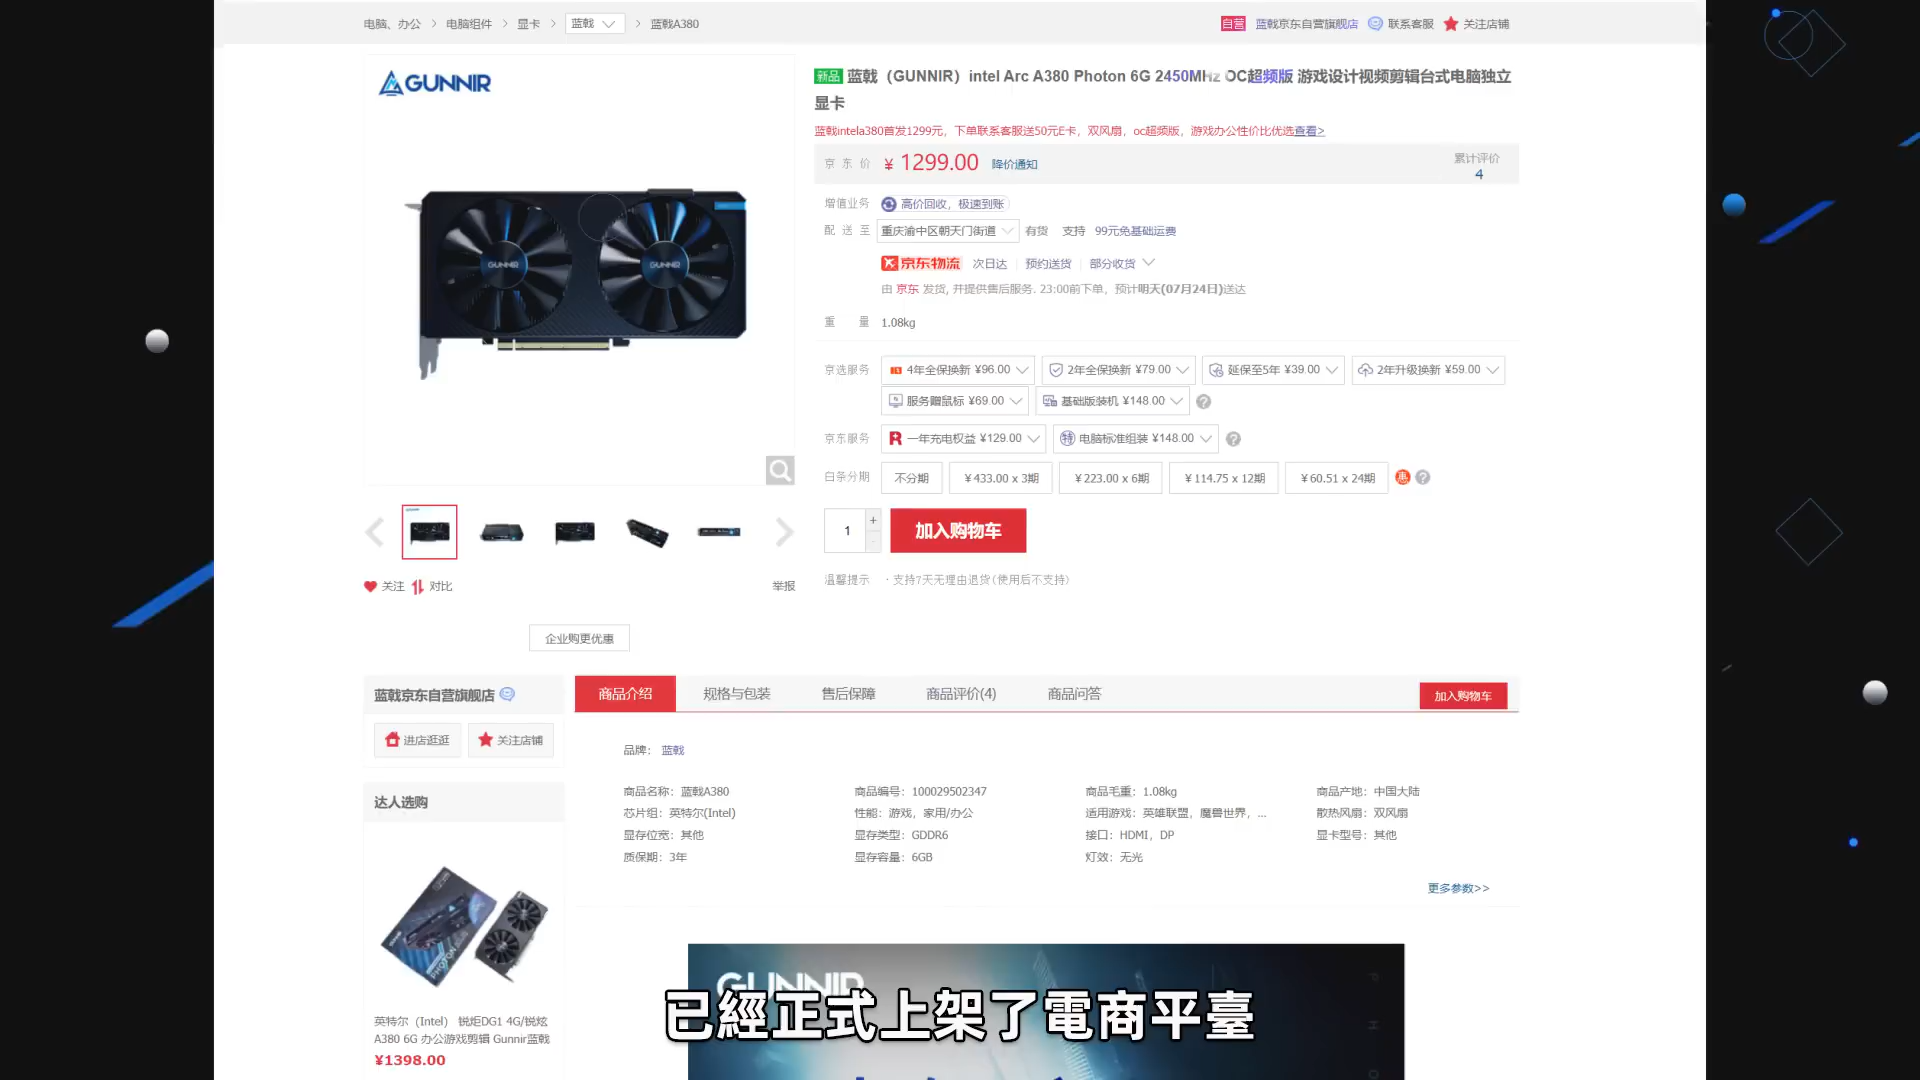 电脑、办公 > 电脑组件 > 显卡 > 蓝戟 > 蓝戟A380
自营 蓝戟京东自营旗舰店 联系客服 关注店铺
GUNNIR
新品 蓝戟（GUNNIR）intel Arc A380 Photon 6G 2450MHz OC超频版 游戏设计视频剪辑台式电脑独立
显卡
蓝戟intela380首发1299元，下单联系客服送50元E卡，双风扇，oc超频版，游戏办公性价比优选查看>
京东价 ¥ 1299.00 降价通知
累计评价
4
增值业务 高价回收，极速到账
配送至 重庆渝中区朝天门街道 有货 支持 99元免基础运费
京东物流 次日达 预约送货 部分收货
由 京东 发货, 并提供售后服务. 23:00前下单，预计明天(07月24日)送达
重量 1.08kg
京选服务 4年全保换新 ¥96.00 2年全保换新 ¥79.00 延保至5年 ¥39.00 2年升级换新 ¥59.00
服务赠鼠标 ¥69.00 基础版装机 ¥148.00 ?
京东服务 一年充电权益 ¥129.00 电脑标准组装 ¥148.00 ?
白条分期 不分期 ¥433.00 x 3期 ¥223.00 x 6期 ¥114.75 x 12期 ¥60.51 x 24期 惠 ?
1 + - 加入购物车
温馨提示 ·支持7天无理由退货(使用后不支持)
关注 对比 举报
企业购更优惠
蓝戟京东自营旗舰店
进店逛逛 关注店铺
商品介绍 规格与包装 售后保障 商品评价(4) 商品问答 加入购物车
品牌： 蓝戟
商品名称：蓝戟A380 商品编号：100029502347 商品毛重：1.08kg 商品产地：中国大陆
芯片组：英特尔(Intel) 性能：游戏，家用/办公 适用游戏：英雄联盟，魔兽世界，... 散热风扇：双风扇
显存位宽：其他 显存类型：GDDR6 接口：HDMI，DP 显卡型号：其他
质保期：3年 显存容量：6GB 灯效：无光
更多参数>>
达人选购
英特尔（Intel） 锐炬DG1 4G/锐炫
A380 6G 办公游戏剪辑 Gunnir蓝戟
¥1398.00
GUNNIR
已經正式上架了電商平臺